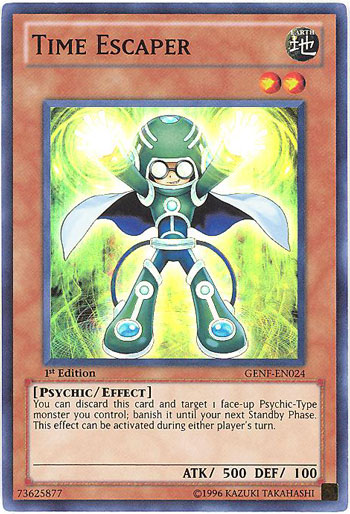 TIME ESCAPER
EARTH
地
1st Edition
GENF-EN024
[PSYCHIC/EFFECT]
You can discard this card and target 1 face-up Psychic-Type
monster you control; banish it until your next Standby Phase.
This effect can be activated during either player's turn.
ATK/ 500 DEF/ 100
73625877
©1996 KAZUKI TAKAHASHI